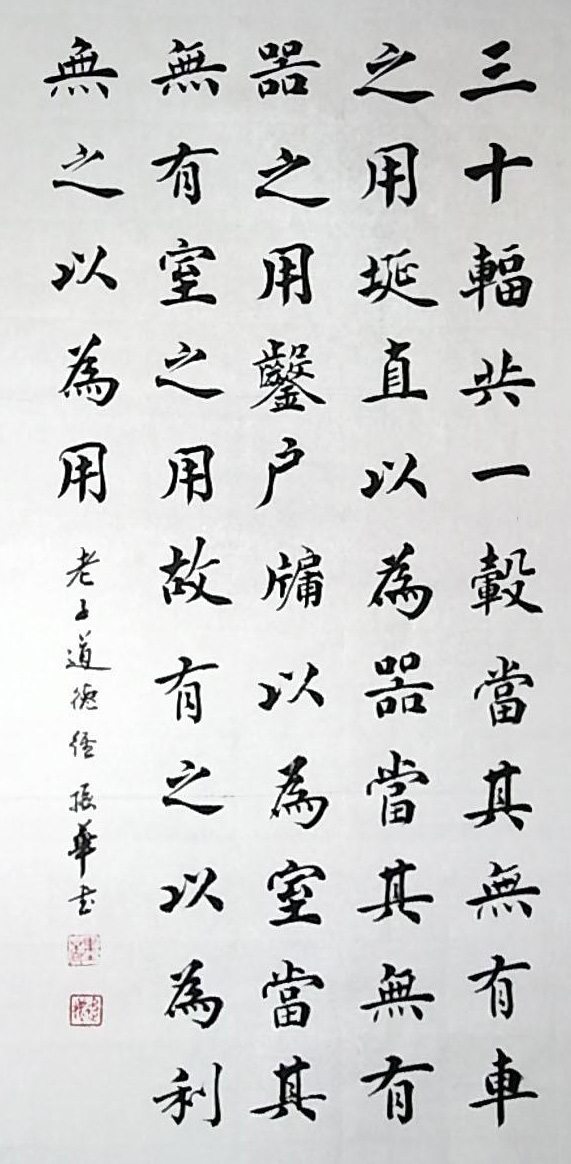 三十輻共一轂當其無有車
之用埏直以為器當其無有
器之用鑿户牖以為室當其
無有室之用故有之以為利
無之以為用
老子道德經 振華書